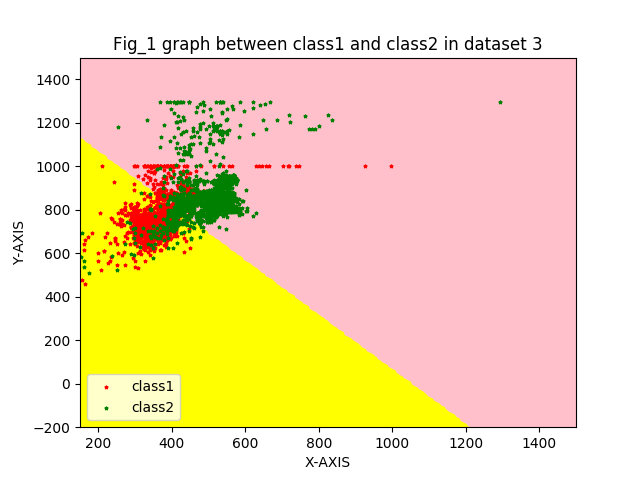 Fig_1 graph between class1 and class2 in dataset 3
1400
1200
1000
800
600
400
200
0
−200
Y-AXIS
class1
class2
200 400 600 800 1000 1200 1400
X-AXIS